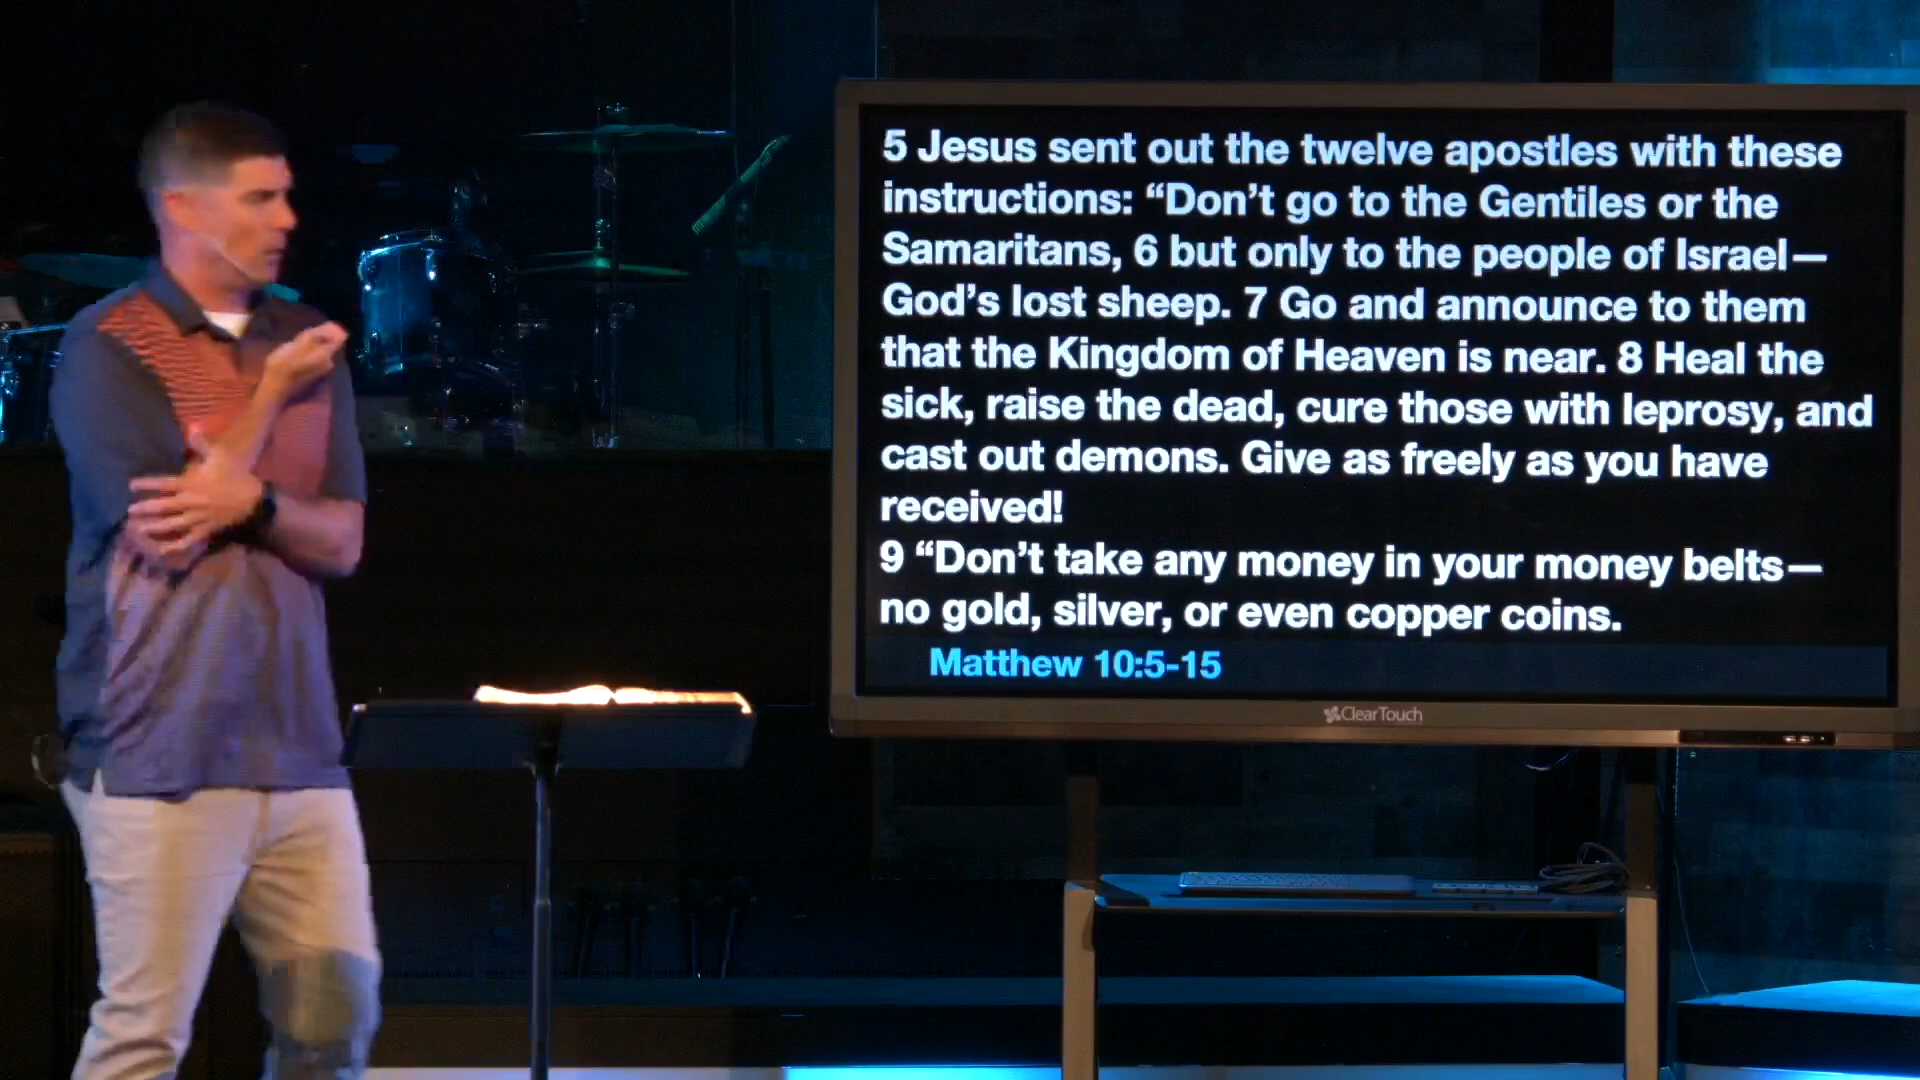 5 Jesus sent out the twelve apostles with these
instructions: “Don’t go to the Gentiles or the
Samaritans, 6 but only to the people of Israel—
God’s lost sheep. 7 Go and announce to them
that the Kingdom of Heaven is near. 8 Heal the
sick, raise the dead, cure those with leprosy, and
cast out demons. Give as freely as you have
received!
9 “Don’t take any money in your money belts—
no gold, silver, or even copper coins.
Matthew 10:5-15
ClearTouch